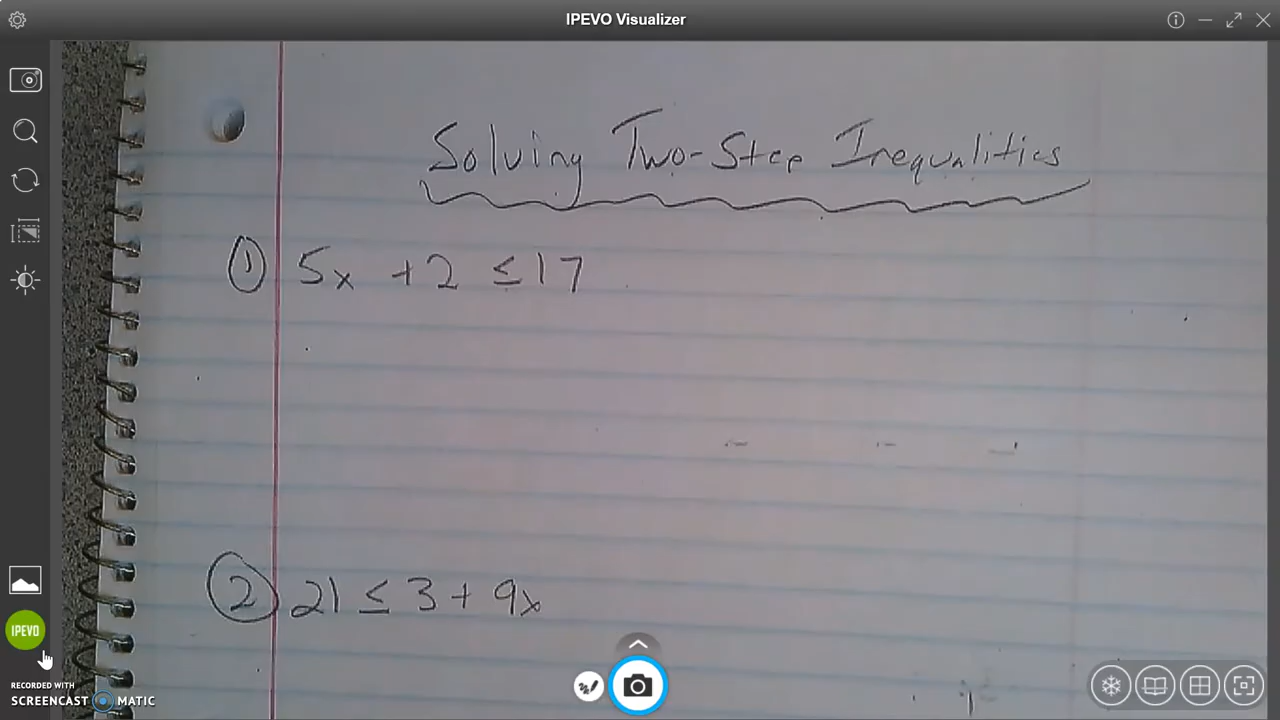 IPEVO Visualizer
Solving Two-Step Inequalities
① 5x + 2 ≤ 17
② 21 ≤ 3 + 9x
IPEVO
RECORDED WITH
SCREENCAST MATIC